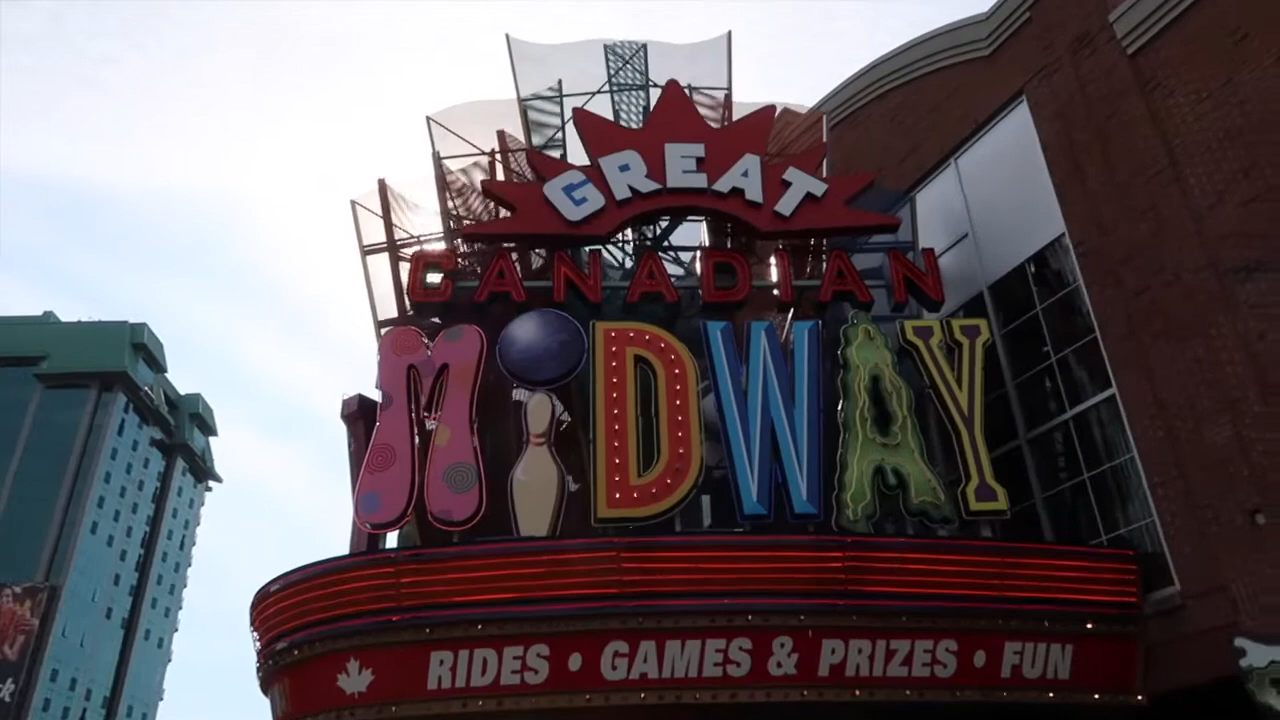 GREAT
CANADIAN
MiDWAY
RIDES • GAMES & PRIZES • FUN